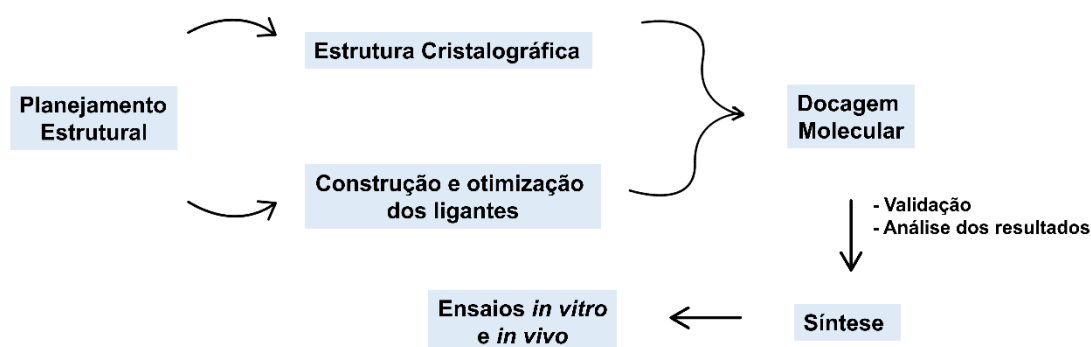 Planejamento
Estrutural
Estrutura Cristalográfica
Construção e otimização
dos ligantes
Docagem
Molecular
- Validação
- Análise dos resultados
Síntese
Ensaios in vitro
e in vivo